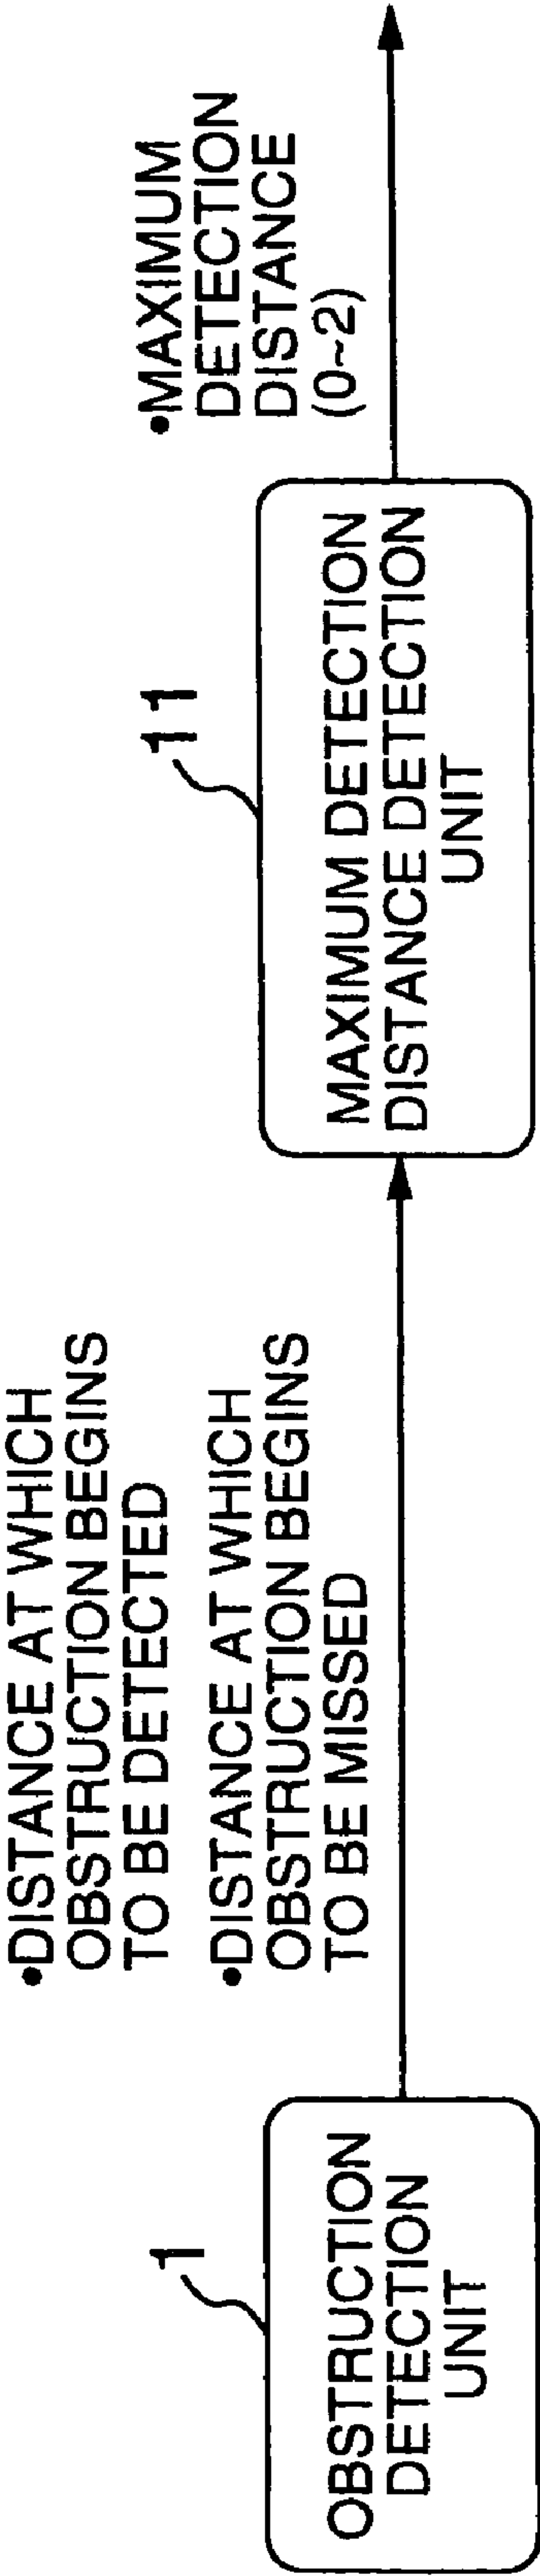 1
OBSTRUCTION
DETECTION
UNIT
•DISTANCE AT WHICH
OBSTRUCTION BEGINS
TO BE DETECTED
•DISTANCE AT WHICH
OBSTRUCTION BEGINS
TO BE MISSED
11
MAXIMUM DETECTION
DISTANCE DETECTION
UNIT
•MAXIMUM
DETECTION
DISTANCE
(0~2)